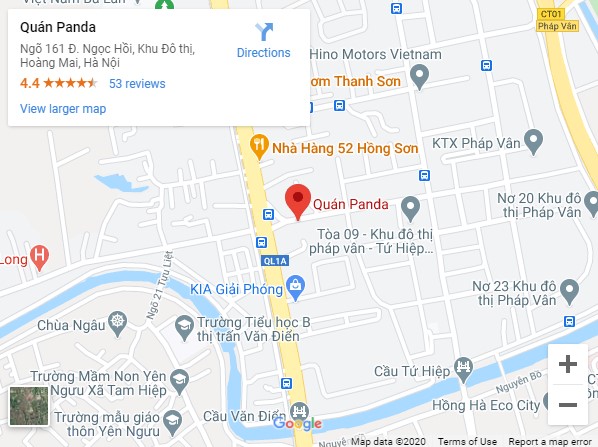 Việt Nam Bá Lan
Quán Panda
Ngõ 161 Đ. Ngọc Hồi, Khu Đô thị,
Hoàng Mai, Hà Nội
4.4
53 reviews
View larger map
Directions
CT01
Pháp Vân
Hino Motors Vietnam
ơm Thanh Sơn
Nhà Hàng 52 Hồng Sơn
KTX Pháp Vân
Quán Panda
Nơ 20 Khu đô
thị Pháp Vân
Tòa 09 - Khu đô thị
pháp vân - Tứ Hiệp...
Long
H
QL1A
Ngõ 21 Tựu Liệt
KIA Giải Phóng
Nơ 23 Khu đô
thị Pháp Vân
Chùa Ngâu
Trường Tiểu học B
thị trấn Văn Điển
Cầu Tứ Hiệp
Trường Mầm Non Yên
Ngưu Xã Tam Hiệp
Nguyên Bồ
Hồng Hà Eco City
Trường mẫu giáo
thôn Yên Ngưu
Cầu Văn Điển
Google
Map data ©2020
Terms of Use
Report a map error